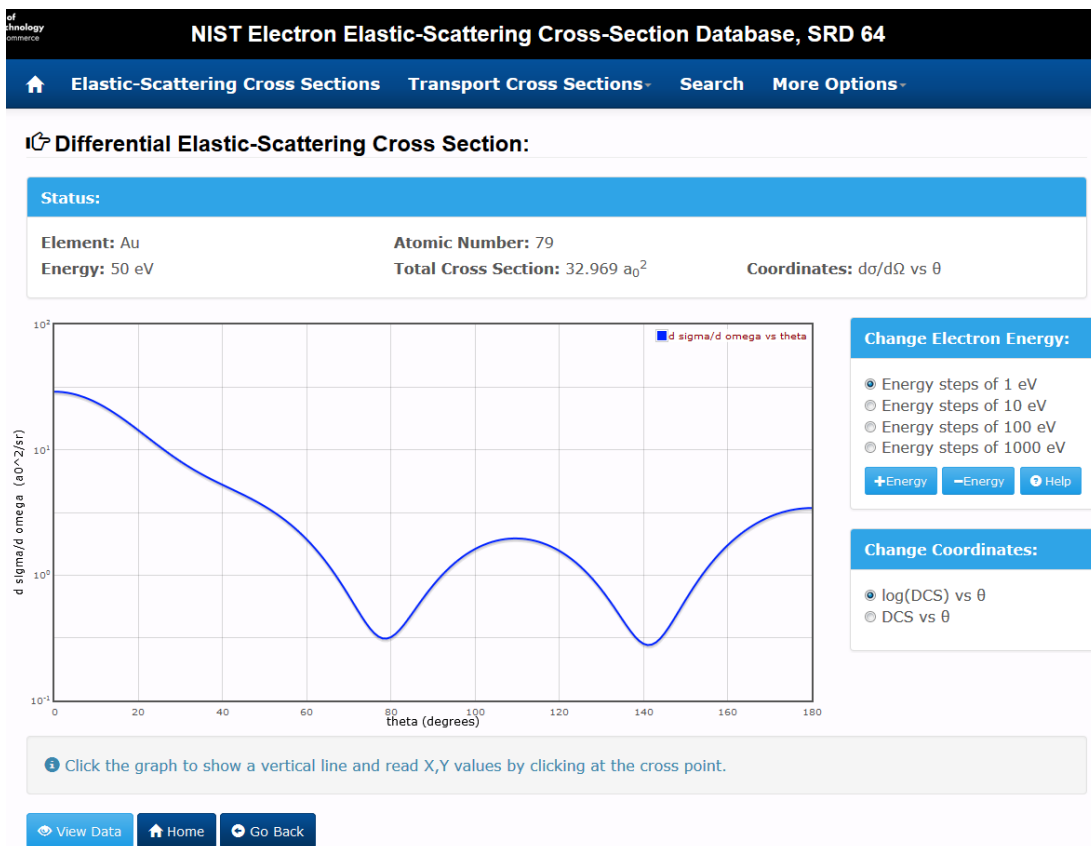 of
chnology
ommerce
NIST Electron Elastic-Scattering Cross-Section Database, SRD 64
Elastic-Scattering Cross Sections Transport Cross Sections Search More Options
Differential Elastic-Scattering Cross Section:
Status:
Element: Au Atomic Number: 79
Energy: 50 eV Total Cross Section: 32.969 a₀² Coordinates: dσ/dΩ vs θ
d sigma/d omega vs theta
10²
10¹
10⁰
10⁻¹
d sigma/d omega (a0^2/sr)
0 20 40 60 80 100 120 140 160 180
theta (degrees)
Change Electron Energy:
Energy steps of 1 eV
Energy steps of 10 eV
Energy steps of 100 eV
Energy steps of 1000 eV
+Energy −Energy ? Help
Change Coordinates:
log(DCS) vs θ
DCS vs θ
Click the graph to show a vertical line and read X,Y values by clicking at the cross point.
View Data Home Go Back